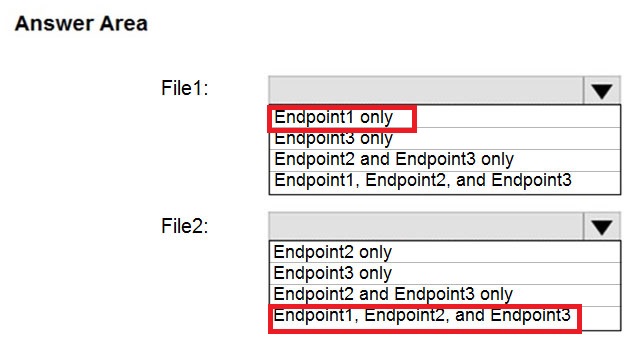 Answer Area
File1:
Endpoint1 only
Endpoint3 only
Endpoint2 and Endpoint3 only
Endpoint1, Endpoint2, and Endpoint3
File2:
Endpoint2 only
Endpoint3 only
Endpoint2 and Endpoint3 only
Endpoint1, Endpoint2, and Endpoint3